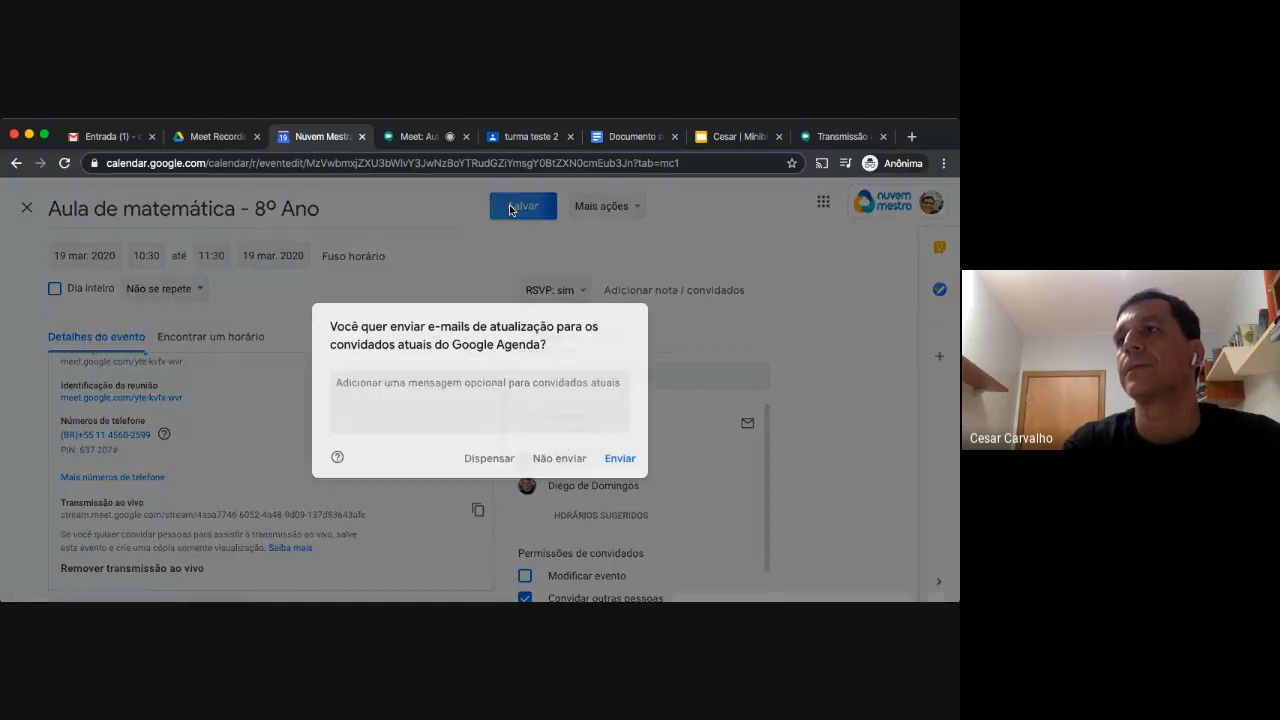 Entrada (1) - c
Meet Recordi
Nuvem Mestr
Meet: Au
turma teste 2
Documento s
Cesar | Minibi
Transmissão
calendar.google.com/calendar/r/eventedit/
?tab=mc1
Anônima
Aula de matemática - 8º Ano
Salvar
Mais ações
nuvem
mestra
19 mar. 2020 10:30 até 11:30 19 mar. 2020 Fuso horário
Dia inteiro Não se repete
RSVP: sim Adicionar nota / convidados
Detalhes do evento Encontrar um horário
meet.google.com/yte-kvfx-wvr
Identificação da reunião
meet.google.com/yte-kvfx-wvr
Números de telefone
(BR)+55 11 4560-2599
PIN: 637 207#
Mais números de telefone
Transmissão ao vivo
stream.meet.google.com/stream/4aaa7746-6052-4a48-9d09-137d83643afe
Se você quiser convidar pessoas para assistir à transmissão ao vivo, salve
este evento e crie uma cópia somente visualização. Saiba mais
Remover transmissão ao vivo
Você quer enviar e-mails de atualização para os
convidados atuais do Google Agenda?
Adicionar uma mensagem opcional para convidados atuais
Dispensar Não enviar Enviar
Diego de Domingos
HORÁRIOS SUGERIDOS
Permissões de convidados
Modificar evento
Convidar outras pessoas
Cesar Carvalho